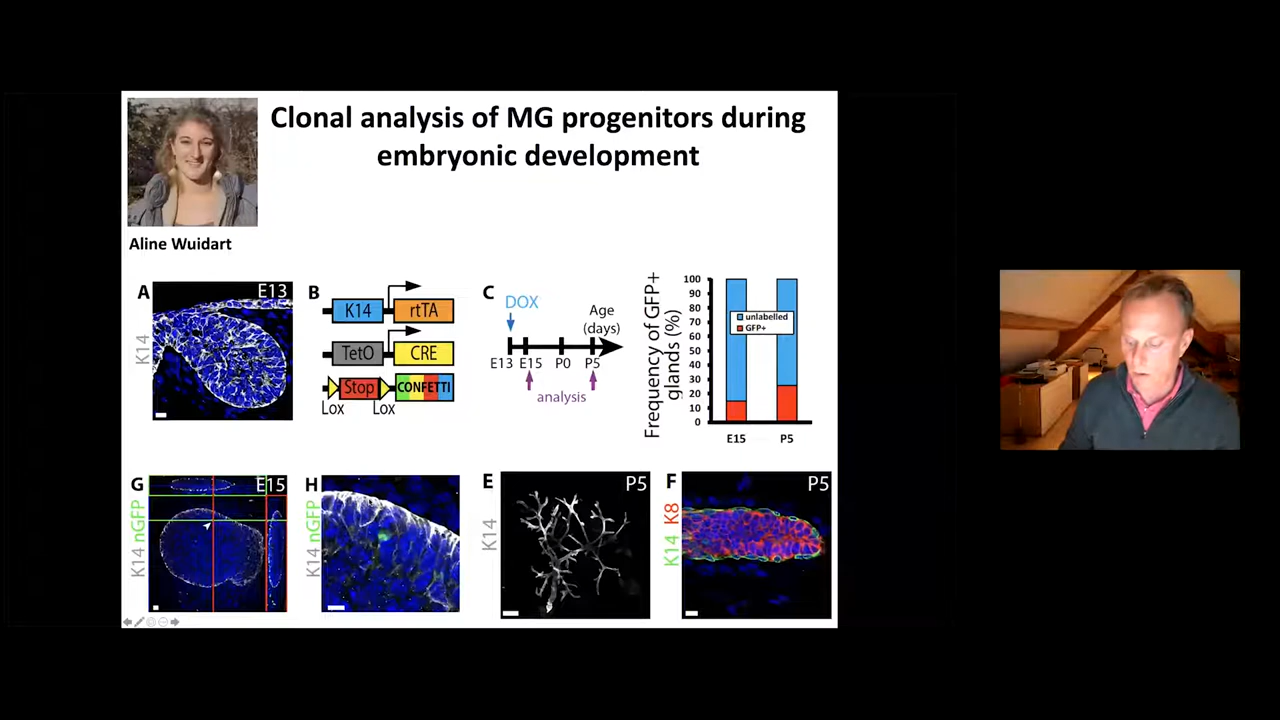 Clonal analysis of MG progenitors during
embryonic development
Aline Wuidart
A
E13
K14
B
K14
rtTA
TetO
CRE
Stop
CONFETTI
Lox
Lox
C
DOX
Age
(days)
E13
E15
P0
P5
analysis
Frequency of GFP+
glands (%)
100
90
80
70
60
50
40
30
20
10
0
unlabelled
GFP+
E15
P5
G
E15
K14 nGFP
H
K14 nGFP
E
P5
K14
F
P5
K14 K8